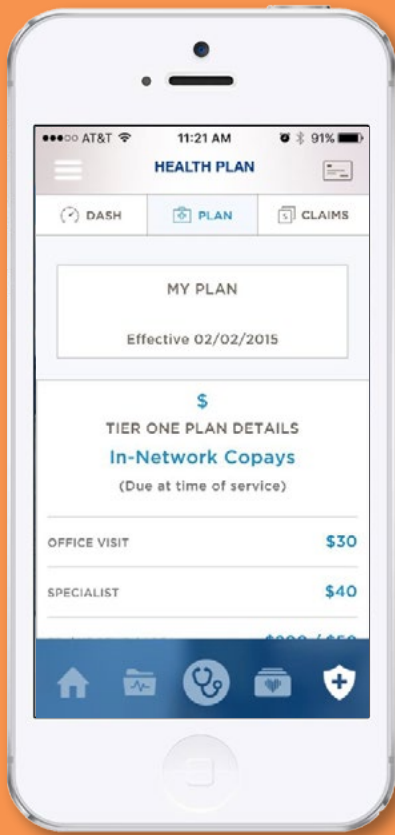 ●●●○○ AT&T 11:21 AM 91%
HEALTH PLAN
DASH PLAN CLAIMS
MY PLAN
Effective 02/02/2015
$
TIER ONE PLAN DETAILS
In-Network Copays
(Due at time of service)
OFFICE VISIT $30
SPECIALIST $40